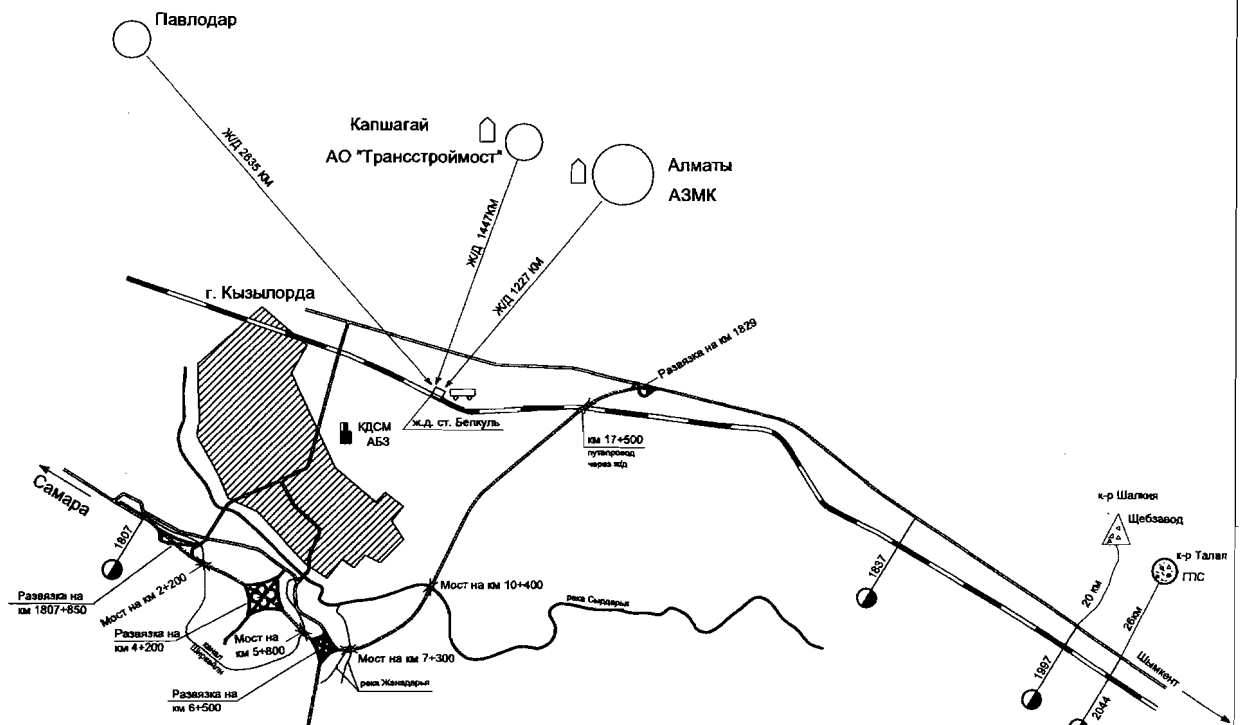 Павлодар
Капшагай
АО "Трансстроймост"
Алматы
АЗМК
Ж/Д 2635 КМ
Ж/Д 1447КМ
Ж/Д 1227 КМ
г. Кызылорда
Развязка на км 1829
КДСМ
АБЗ
ж.д. ст. Белкуль
км 17+500
путепровод
через ж/д
Самара
1807
к-р Шалкия
Щебзавод
к-р Талап
ГПС
20 км
26км
1837
Развязка на
км 1807+850
Мост на км 2+200
Мост на км 10+400
река Сырдарья
Развязка на
км 4+200
канал
Мост на
км 5+800
Мост на км 7+300
река Жанадарья
Развязка на
км 6+500
1997
2044
Шымкент